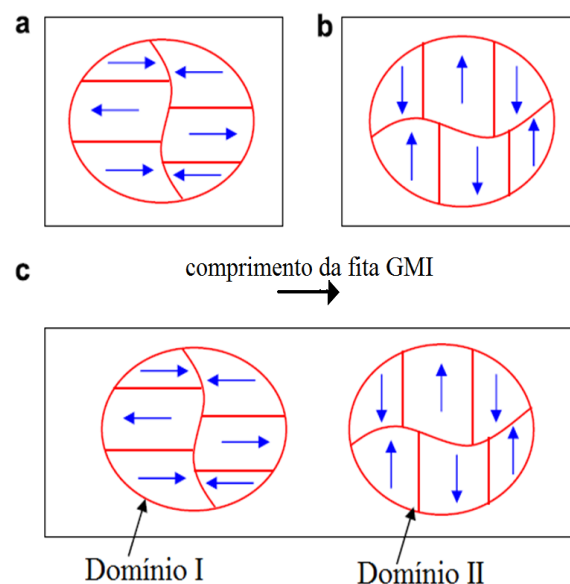 a
b
c
comprimento da fita GMI
Domínio I
Domínio II